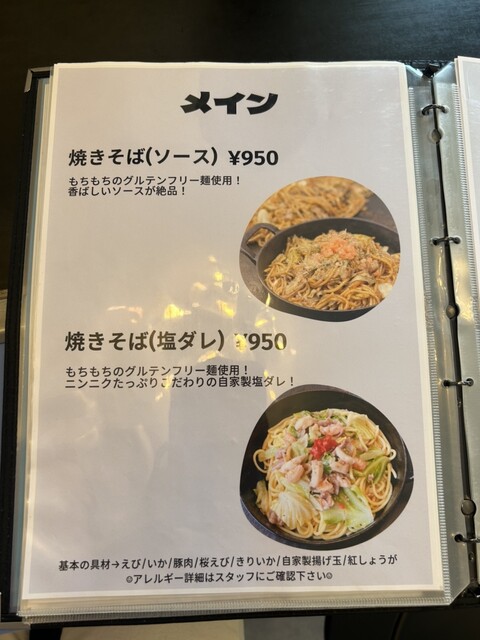 メイン
焼きそば(ソース) ¥950
もちもちのグルテンフリー麺使用！
香ばしいソースが絶品！
焼きそば(塩ダレ) ¥950
もちもちのグルテンフリー麺使用！
ニンニクたっぷりこだわりの自家製塩ダレ！
基本の具材→えび/いか/豚肉/桜えび/きりいか/自家製揚げ玉/紅しょうが
◎アレルギー詳細はスタッフにご確認下さい◎